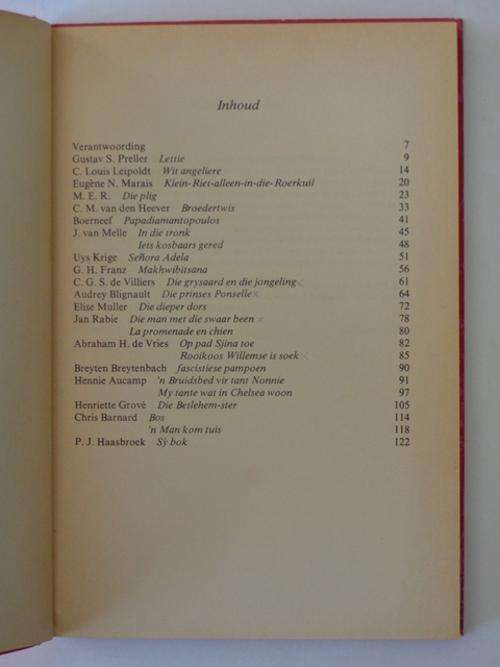 Inhoud
Verantwoording 7
Gustav S. Preller Lettie 9
C. Louis Leipoldt Wit angeliere 14
Eugène N. Marais Klein-Riet-alleen-in-die-Roerkuil 20
M. E. R. Die plig 23
C. M. van den Heever Broedertwis 33
Boerneef Papadiamantopoulos 41
J. van Melle In die tronk 45
Iets kosbaars gered 48
Uys Krige Señora Adela 51
G. H. Franz Makhwibitsana 56
C. G. S. de Villiers Die grysaard en die jongeling 61
Audrey Blignault Die prinses Ponselle 64
Elise Muller Die dieper dors 72
Jan Rabie Die man met die swaar been 78
La promenade en chien 80
Abraham H. de Vries Op pad Sjina toe 82
Rooikoos Willemse is soek 85
Breyten Breytenbach fascistiese pampoen 90
Hennie Aucamp 'n Bruidsbed vir tant Nonnie 91
My tante wat in Chelsea woon 97
Henriette Grové Die Betlehem-ster 105
Chris Barnard Bos 114
'n Man kom tuis 118
P. J. Haasbroek Sý bok 122